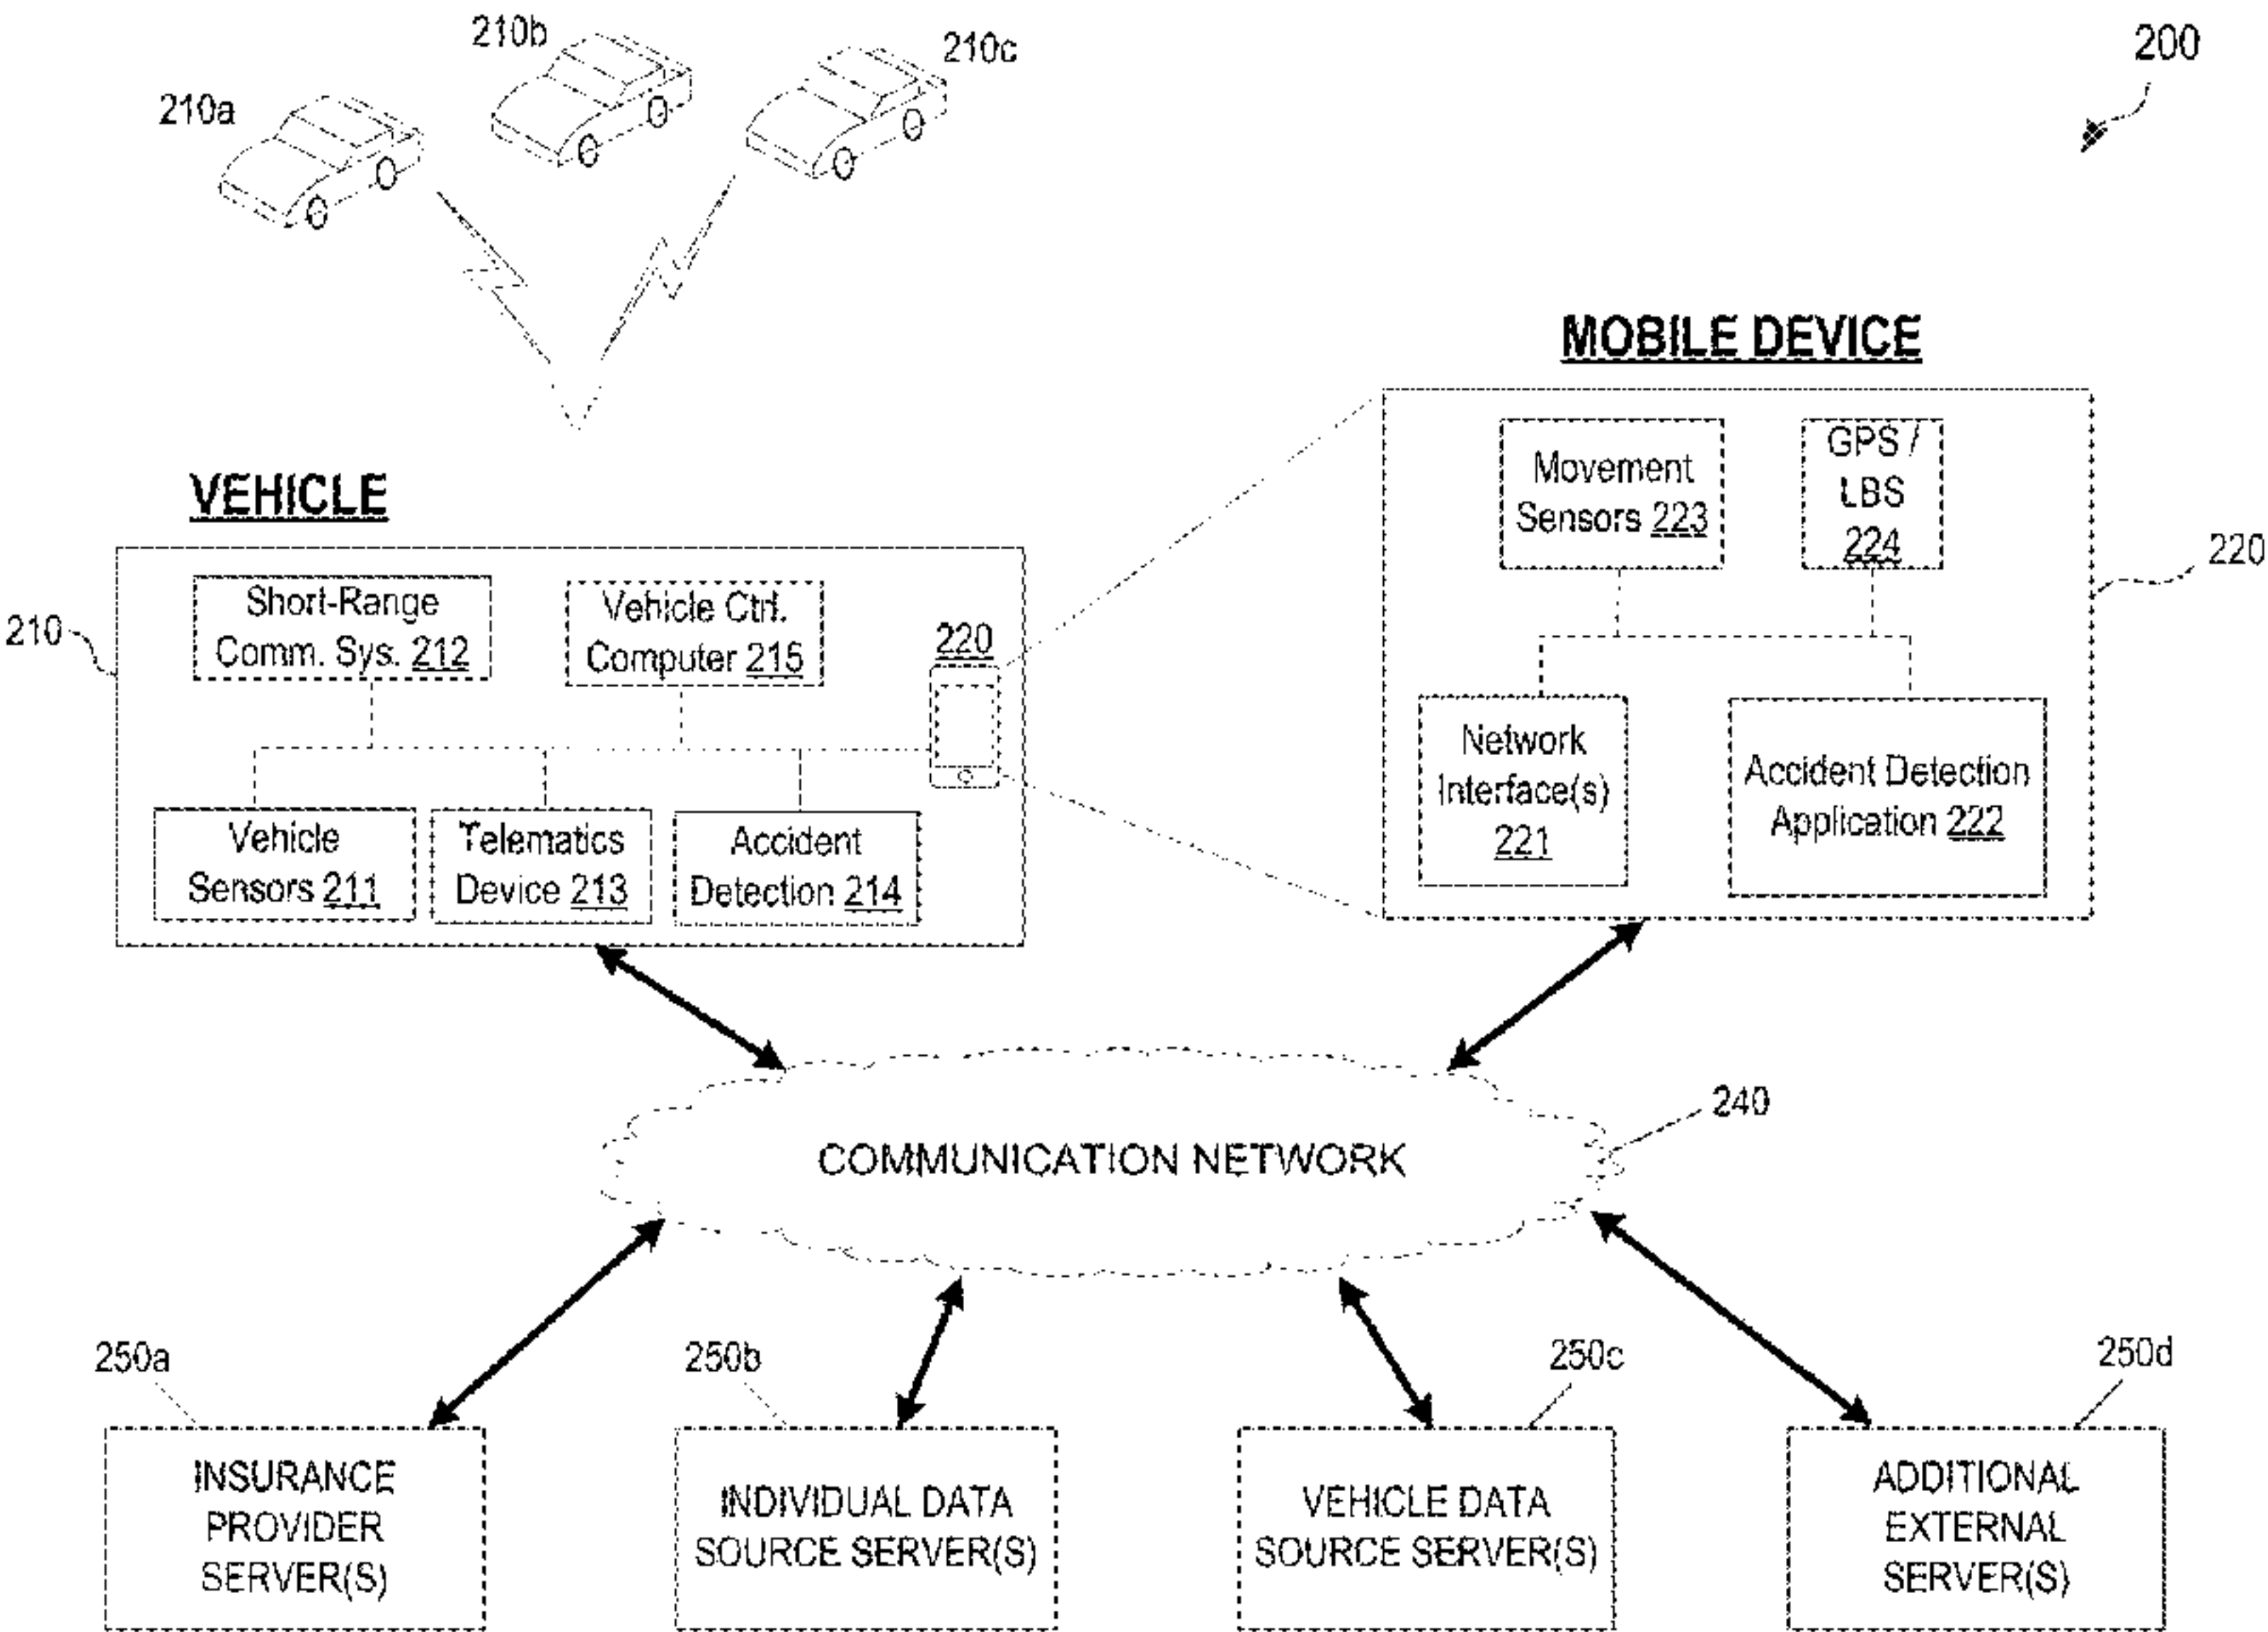 210b
210c
200
210a
MOBILE DEVICE
VEHICLE
Movement
Sensors 223
GPS /
LBS
224
220
210
Short-Range
Comm. Sys. 212
Vehicle Ctrl.
Computer 215
220
Network
Interface(s)
221
Accident Detection
Application 222
Vehicle
Sensors 211
Telematics
Device 213
Accident
Detection 214
240
COMMUNICATION NETWORK
250a
250b
250c
250d
INSURANCE
PROVIDER
SERVER(S)
INDIVIDUAL DATA
SOURCE SERVER(S)
VEHICLE DATA
SOURCE SERVER(S)
ADDITIONAL
EXTERNAL
SERVER(S)